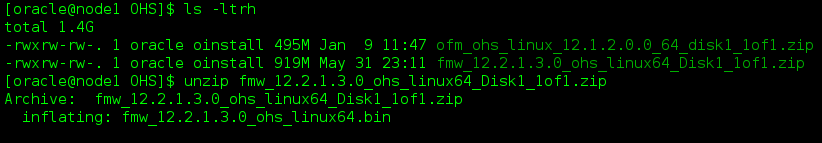 [oracle@node1 OHS]$ ls -ltrh
total 1.4G
-rwxrw-rw-. 1 oracle oinstall 495M Jan  9 11:47 ofm_ohs_linux_12.1.2.0.0_64_disk1_1of1.zip
-rwxrw-rw-. 1 oracle oinstall 919M May 31 23:11 fmw_12.2.1.3.0_ohs_linux64_Disk1_1of1.zip
[oracle@node1 OHS]$ unzip fmw_12.2.1.3.0_ohs_linux64_Disk1_1of1.zip
Archive:  fmw_12.2.1.3.0_ohs_linux64_Disk1_1of1.zip
  inflating: fmw_12.2.1.3.0_ohs_linux64.bin